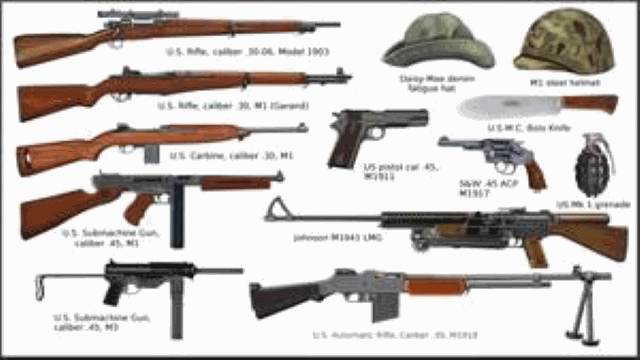 U.S. Rifle, caliber .30-06, Model 1903
Daisy-Mae denim
fatigue hat
M1 steel helmet
U.S. Rifle, caliber .30, M1 (Garand)
U.S.M.C. Bolo Knife
U.S. Carbine, caliber .30, M1
US pistol cal .45,
M1911
S&W .45 ACP
M1917
US Mk 1 grenade
U.S. Submachine Gun,
caliber .45, M1
Johnson M1941 LMG
U.S. Submachine Gun,
caliber .45, M3
U.S. Automatic Rifle, Caliber .30, M1918